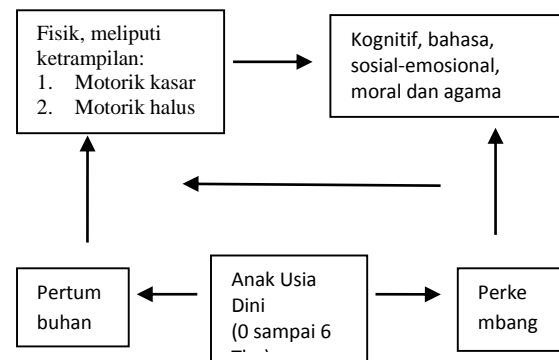 Fisik, meliputi
ketrampilan:
1. Motorik kasar
2. Motorik halus
Kognitif, bahasa,
sosial-emosional,
moral dan agama
Pertum
buhan
Anak Usia
Dini
(0 sampai 6
Perke
mbang